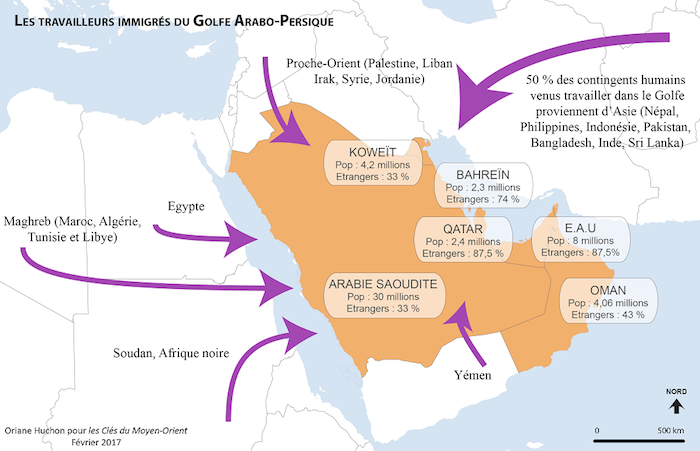 LES TRAVAILLEURS IMMIGRÉS DU GOLFE ARABO-PERSIQUE
Proche-Orient (Palestine, Liban
Irak, Syrie, Jordanie)
50 % des contingents humains
venus travailler dans le Golfe
proviennent d'Asie (Népal,
Philippines, Indonésie, Pakistan,
Bangladesh, Inde, Sri Lanka)
KOWEÏT
Pop : 4,2 millions
Etrangers : 33 %
BAHREÏN
Pop : 2,3 millions
Etrangers : 74 %
Egypte
Maghreb (Maroc, Algérie,
Tunisie et Libye)
QATAR
Pop : 2,4 millions
Etrangers : 87,5 %
E.A.U
Pop : 8 millions
Etrangers : 87,5%
ARABIE SAOUDITE
Pop : 30 millions
Etrangers : 33 %
OMAN
Pop : 4,06 millions
Etrangers : 43 %
Soudan, Afrique noire
Yémen
NORD
Oriane Huchon pour les Clés du Moyen-Orient
Février 2017
0 500 km